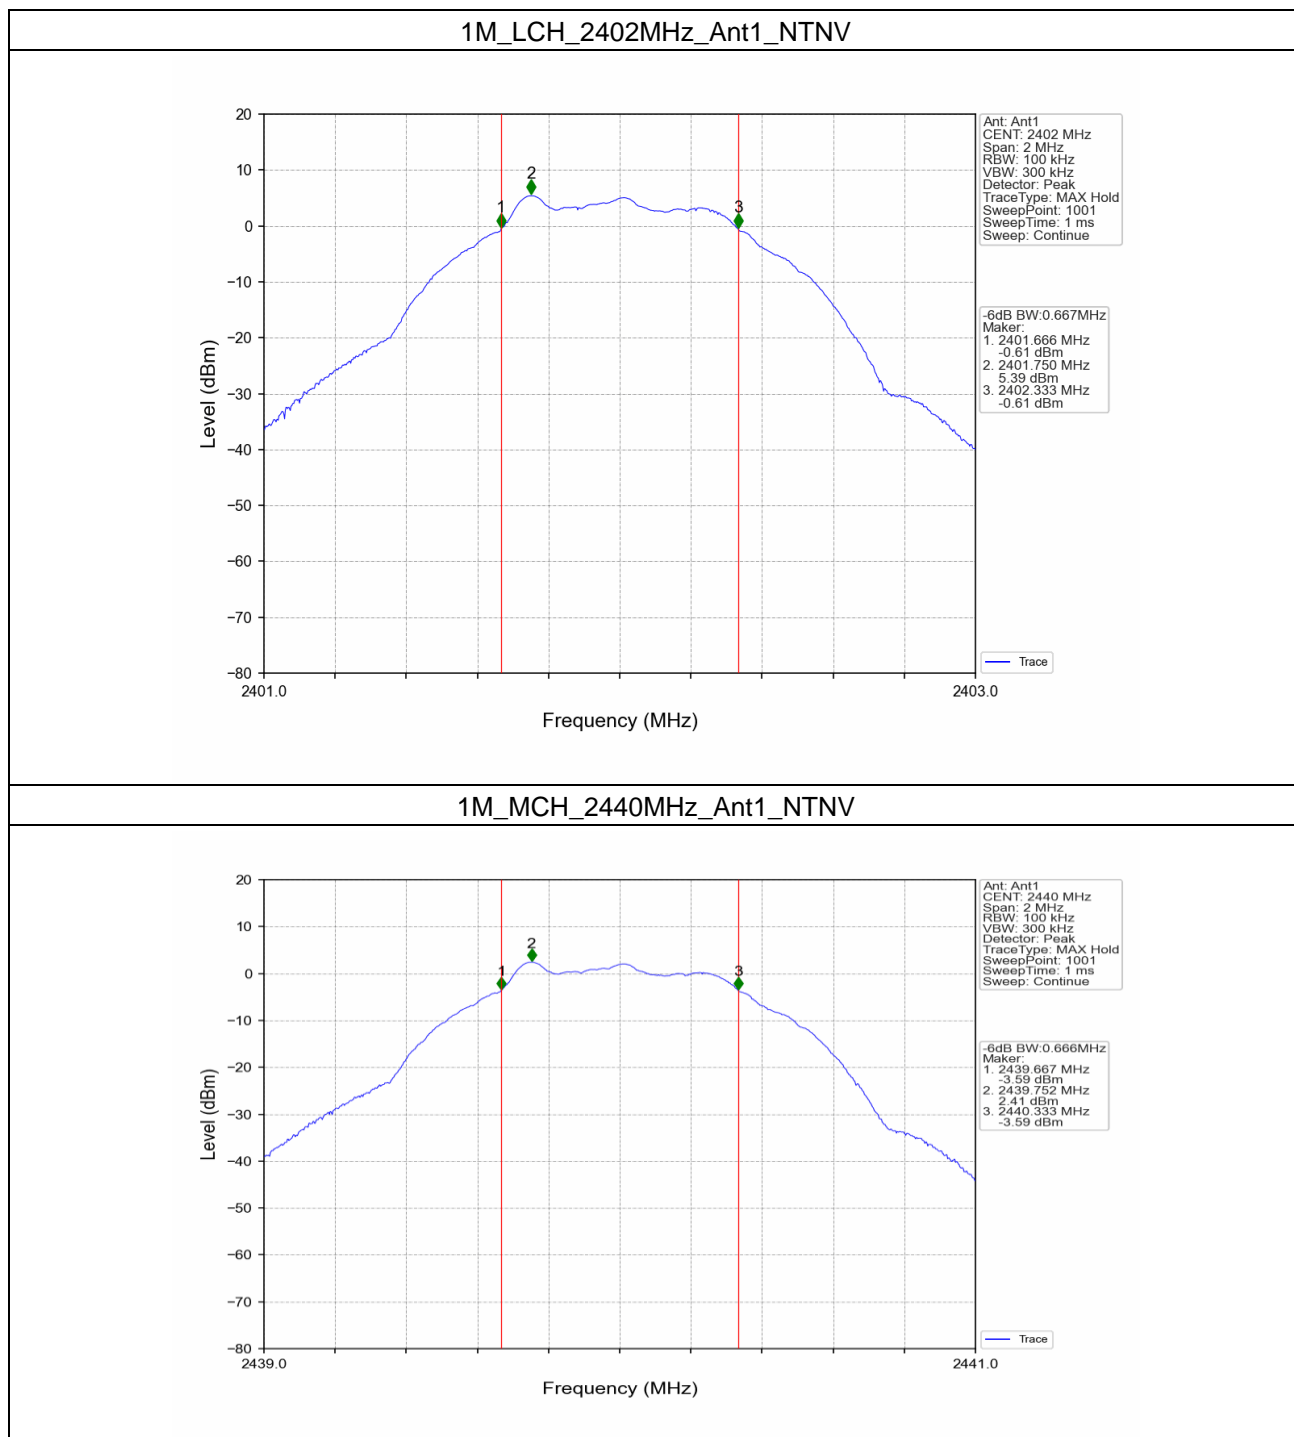 1M_LCH_2402MHz_Ant1_NTNV
20
10
0
−10
−20
−30
−40
−50
−60
−70
−80
Level (dBm)
2401.0
2403.0
Frequency (MHz)
1
2
3
Ant: Ant1
CENT: 2402 MHz
Span: 2 MHz
RBW: 100 kHz
VBW: 300 kHz
Detector: Peak
TraceType: MAX Hold
SweepPoint: 1001
SweepTime: 1 ms
Sweep: Continue
-6dB BW:0.667MHz
Maker:
1. 2401.666 MHz
-0.61 dBm
2. 2401.750 MHz
5.39 dBm
3. 2402.333 MHz
-0.61 dBm
Trace
1M_MCH_2440MHz_Ant1_NTNV
20
10
0
−10
−20
−30
−40
−50
−60
−70
−80
Level (dBm)
2439.0
2441.0
Frequency (MHz)
1
2
3
Ant: Ant1
CENT: 2440 MHz
Span: 2 MHz
RBW: 100 kHz
VBW: 300 kHz
Detector: Peak
TraceType: MAX Hold
SweepPoint: 1001
SweepTime: 1 ms
Sweep: Continue
-6dB BW:0.666MHz
Maker:
1. 2439.667 MHz
-3.59 dBm
2. 2439.752 MHz
2.41 dBm
3. 2440.333 MHz
-3.59 dBm
Trace